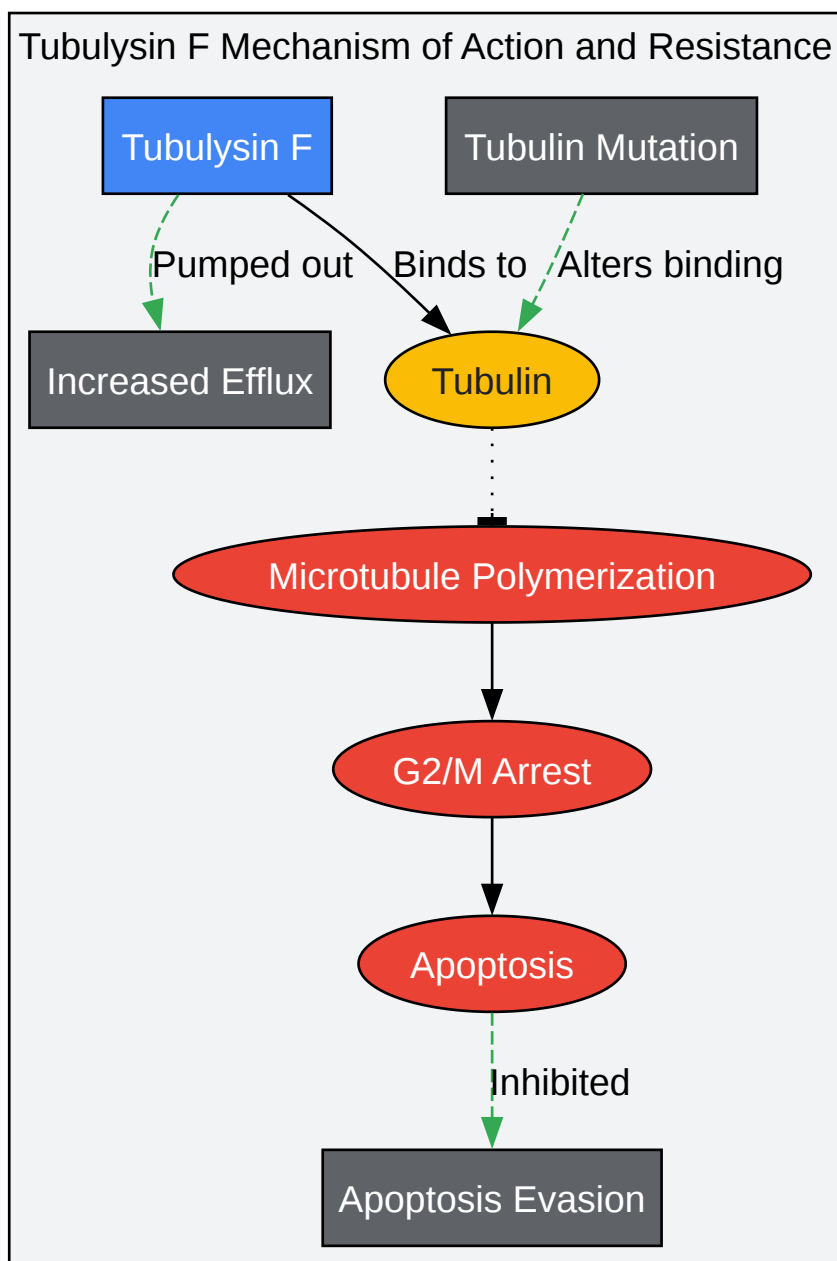 Tubulysin F Mechanism of Action and Resistance
Tubulysin F
Tubulin Mutation
Pumped out
Binds to
Alters binding
Increased Efflux
Tubulin
Microtubule Polymerization
G2/M Arrest
Apoptosis
Inhibited
Apoptosis Evasion